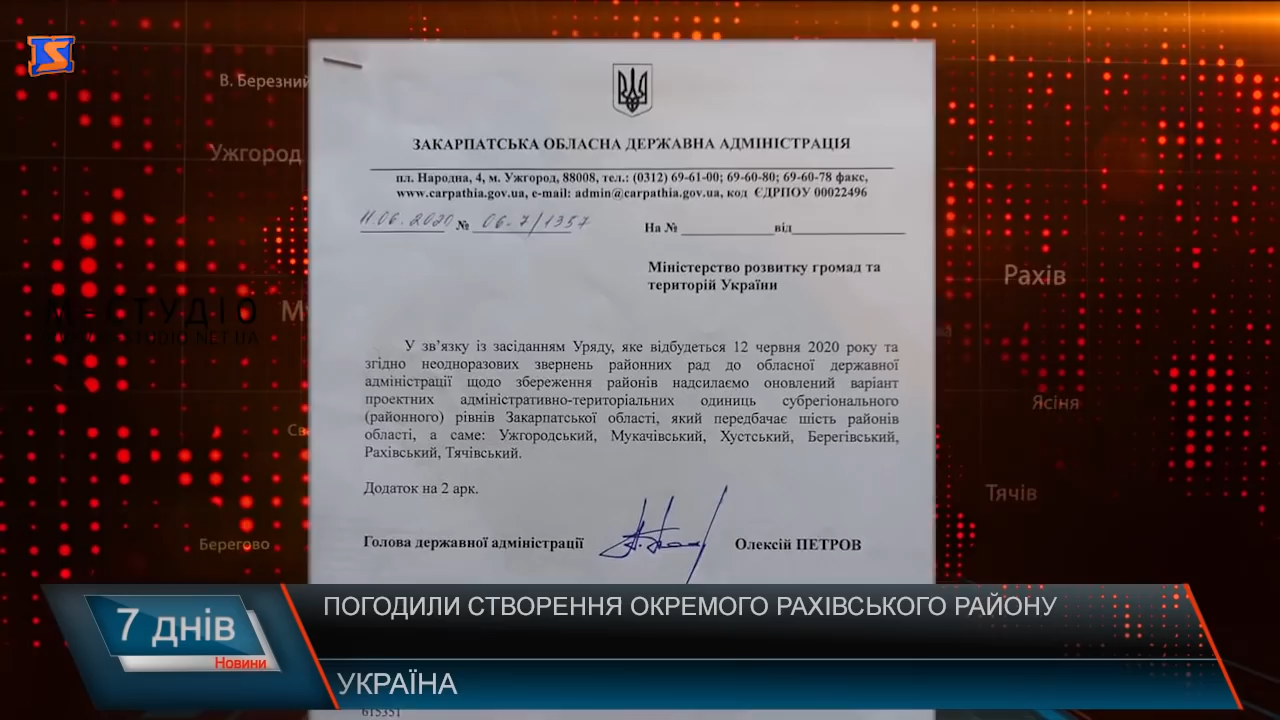 S
В. Березний
Ужгород
М-СТУДІО
Рахів
Ясіня
Тячів
Берегово
ЗАКАРПАТСЬКА ОБЛАСНА ДЕРЖАВНА АДМІНІСТРАЦІЯ
пл. Народна, 4, м. Ужгород, 88008, тел.: (0312) 69-61-00; 69-60-80; 69-60-78 факс,
www.carpathia.gov.ua, e-mail: admin@carpathia.gov.ua, код ЄДРПОУ 00022496
11.06.2020 № 06-7/1357
На № від
Міністерство розвитку громад та
територій України
У зв’язку із засіданням Уряду, яке відбудеться 12 червня 2020 року та
згідно неодноразових звернень районних рад до обласної державної
адміністрації щодо збереження районів надсилаємо оновлений варіант
проектних адміністративно-територіальних одиниць субрегіонального
(районного) рівнів Закарпатської області, який передбачає шість районів
області, а саме: Ужгородський, Мукачівський, Хустський, Берегівський,
Рахівський, Тячівський.
Додаток на 2 арк.
Голова державної адміністрації
Олексій ПЕТРОВ
7 днів
Новини
ПОГОДИЛИ СТВОРЕННЯ ОКРЕМОГО РАХІВСЬКОГО РАЙОНУ
УКРАЇНА
615351